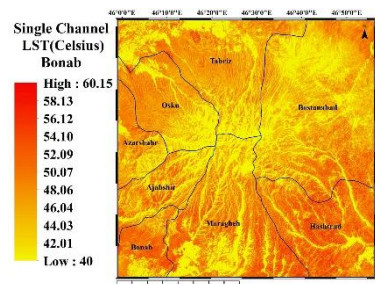 Single Channel
LST(Celsius)
Bonab
High : 60.15
58.13
56.12
54.10
52.09
50.07
48.06
46.04
44.03
42.01
Low : 40
46°0'0"E 46°10'0"E 46°20'0"E 46°30'0"E 46°40'0"E 46°50'0"E
Tabriz
Osku
Bostanabad
Azarshahr
Ajabshir
Maragheh
Hashtrud
Bonab